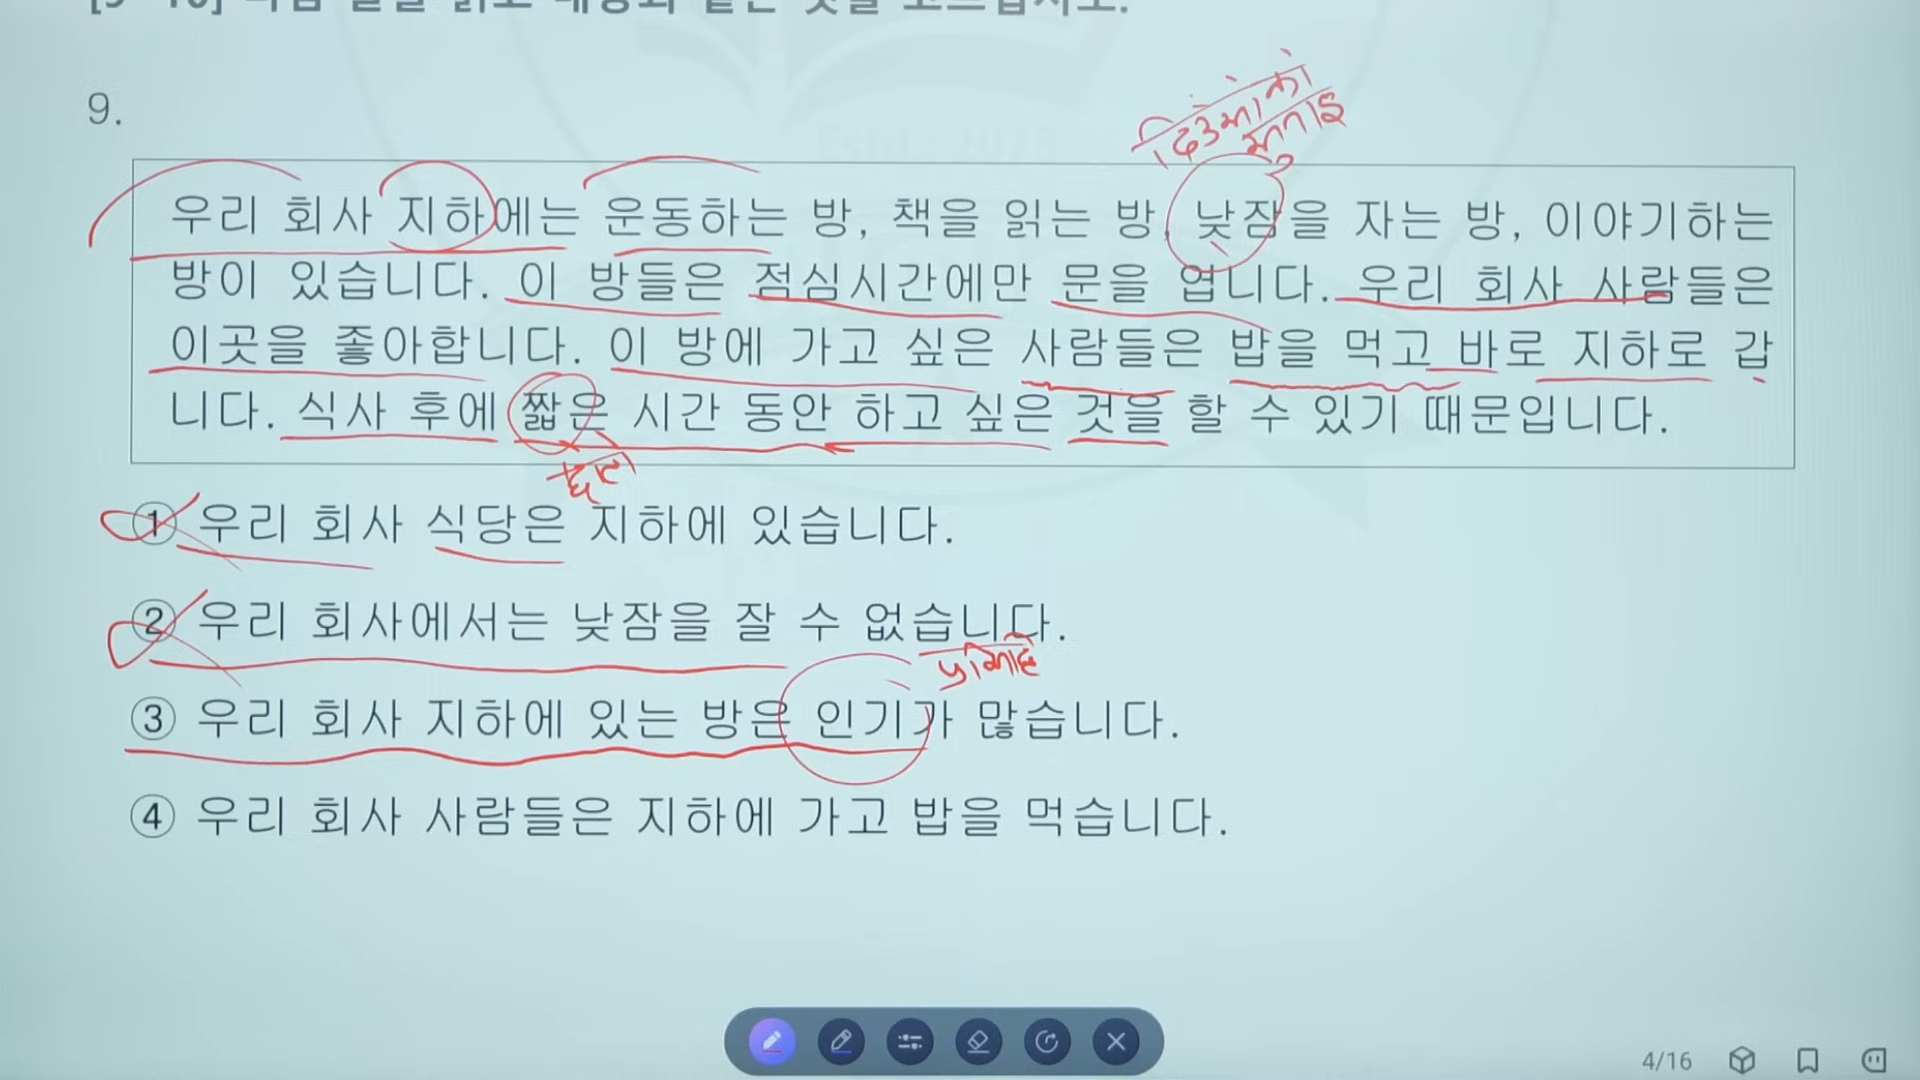 9.
우리 회사 지하에는 운동하는 방, 책을 읽는 방, 낮잠을 자는 방, 이야기하는
방이 있습니다. 이 방들은 점심시간에만 문을 엽니다. 우리 회사 사람들은
이곳을 좋아합니다. 이 방에 가고 싶은 사람들은 밥을 먹고 바로 지하로 갑
니다. 식사 후에 짧은 시간 동안 하고 싶은 것을 할 수 있기 때문입니다.
① 우리 회사 식당은 지하에 있습니다.
② 우리 회사에서는 낮잠을 잘 수 없습니다.
③ 우리 회사 지하에 있는 방은 인기가 많습니다.
④ 우리 회사 사람들은 지하에 가고 밥을 먹습니다.
4/16